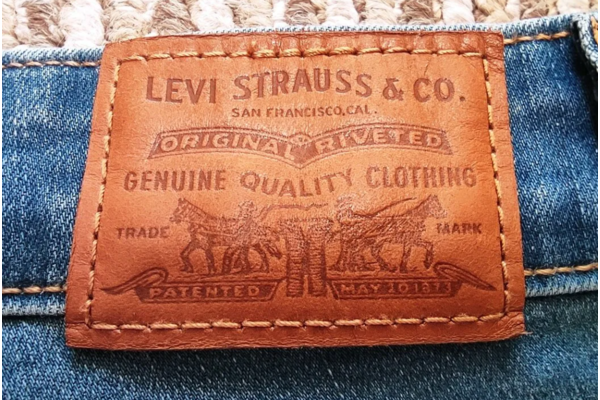 LEVI STRAUSS & CO.
SAN FRANCISCO, CAL.
ORIGINAL RIVETED
GENUINE QUALITY CLOTHING
TRADE MARK
PATENTED MAY 20 1873